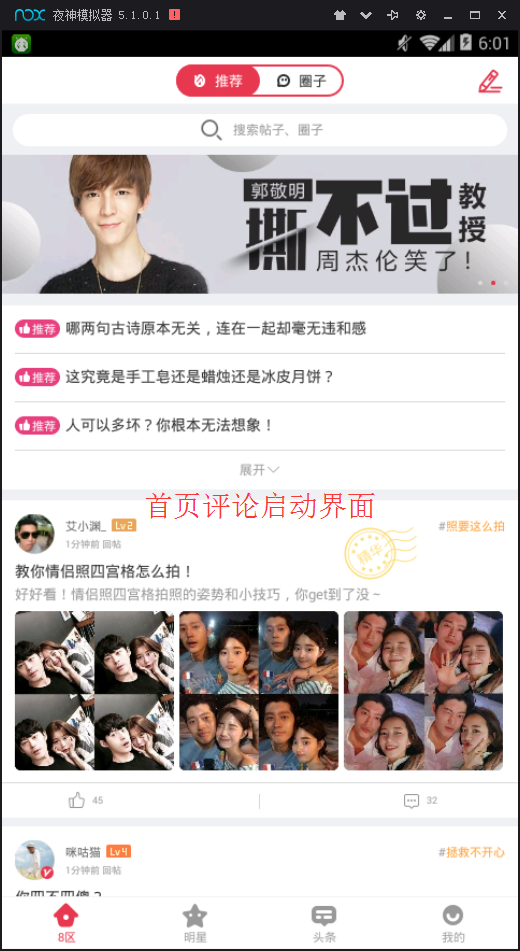 nox 夜神模拟器 5.1.0.1
6:01
推荐 圈子
搜索帖子、圈子
郭敬明
撕不过教授
周杰伦笑了！
推荐 哪两句古诗原本无关，连在一起却毫无违和感
推荐 这究竟是手工皂还是蜡烛还是冰皮月饼？
推荐 人可以多坏？你根本无法想象！
展开
首页评论启动界面
艾小渊_ Lv2 #照要这么拍
1分钟前 回帖
精华
教你情侣照四宫格怎么拍！
好好看！情侣照四宫格拍照的姿势和小技巧，你get到了没~
45 32
咪咕猫 Lv4 #拯救不开心
1分钟前 回帖
你四不四傻？
8区 明星 头条 我的